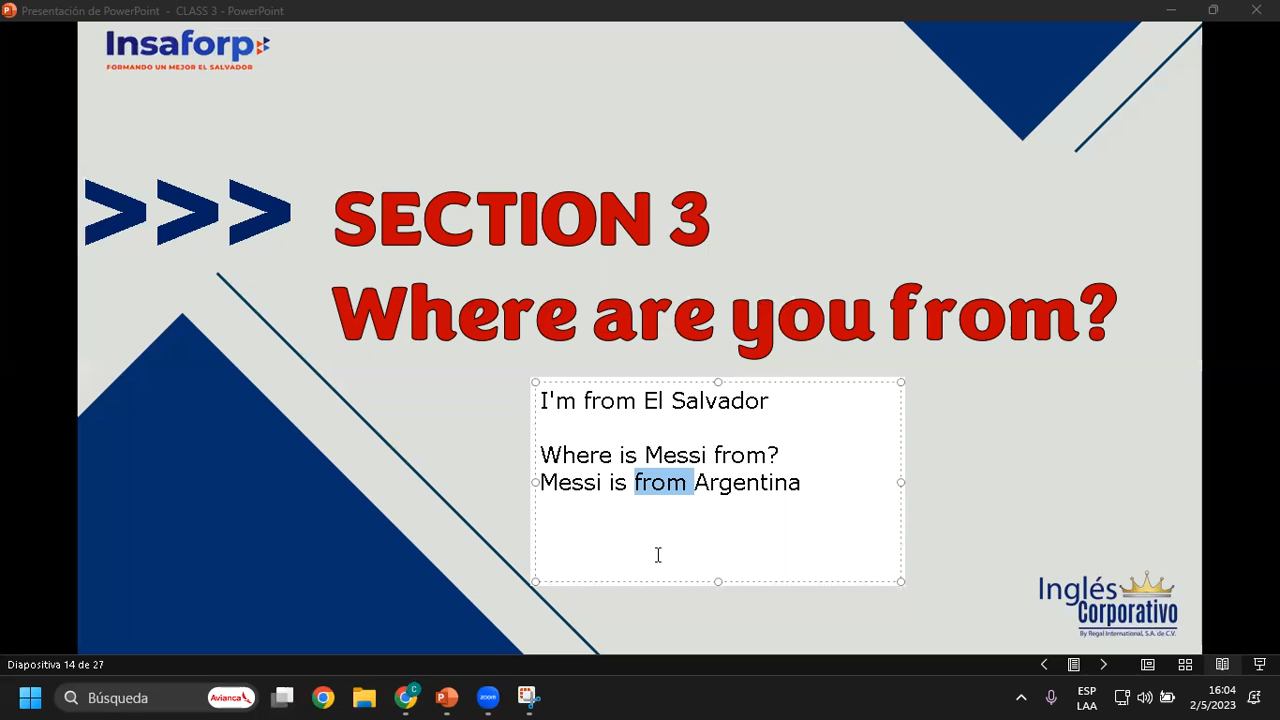 Presentación de PowerPoint - CLASS 3 - PowerPoint
Insaforp
FORMANDO UN MEJOR EL SALVADOR
>>> SECTION 3
Where are you from?
I'm from El Salvador
Where is Messi from?
Messi is from Argentina
Inglés
Corporativo
By Regal International, S.A. de C.V.
Diapositiva 14 de 27
Búsqueda
Avianca
C
zoom
ESP
LAA
16:04
2/5/2023